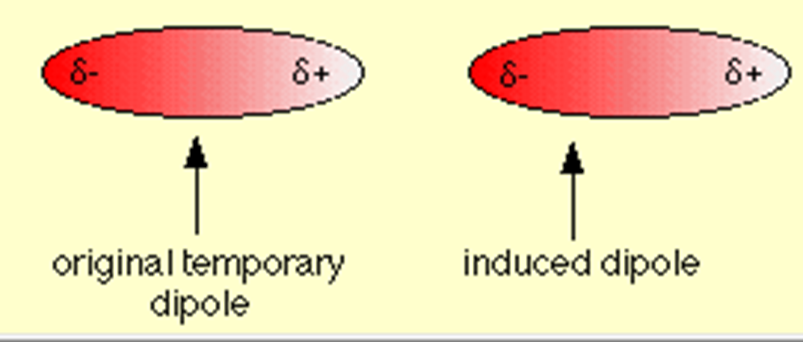 δ- δ+ δ- δ+
original temporary
dipole
induced dipole